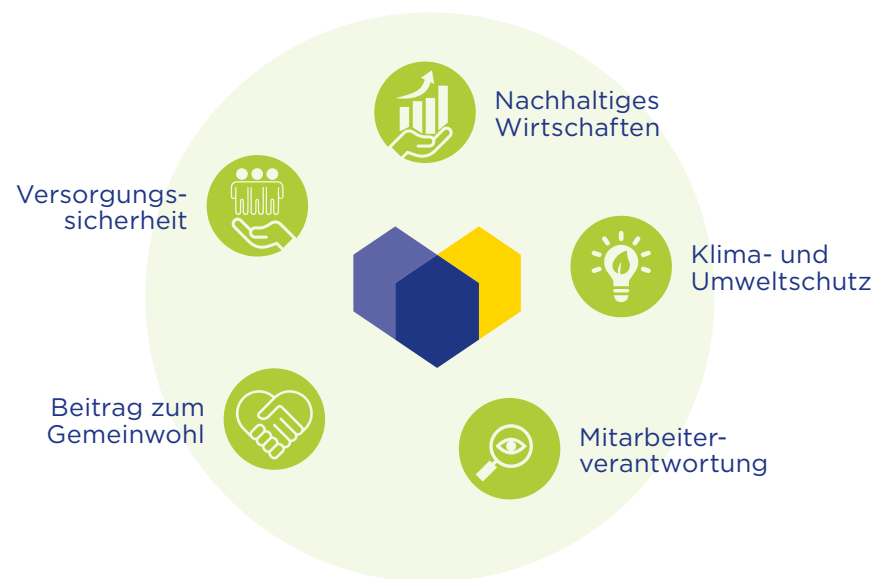 Nachhaltiges
Wirtschaften
Versorgungs-
sicherheit
Klima- und
Umweltschutz
Beitrag zum
Gemeinwohl
Mitarbeiter-
verantwortung